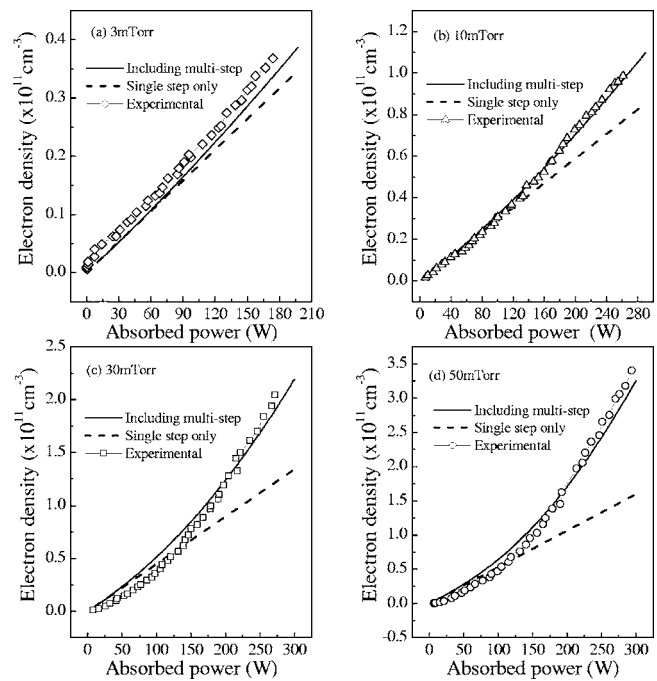 (a) 3mTorr
Including multi-step
Single step only
Experimental
Electron density (x10¹¹ cm⁻³)
0.4
0.3
0.2
0.1
0.0
0 30 60 90 120 150 180 210
Absorbed power (W)
(b) 10mTorr
Including multi-step
Single step only
Experimental
Electron density (x10¹¹ cm⁻³)
1.2
1.0
0.8
0.6
0.4
0.2
0.0
0 40 80 120 160 200 240 280
Absorbed power (W)
(c) 30mTorr
Including multi-step
Single step only
Experimental
Electron density (x10¹¹ cm⁻³)
2.5
2.0
1.5
1.0
0.5
0.0
0 50 100 150 200 250 300
Absorbed power (W)
(d) 50mTorr
Including multi-step
Single step only
Experimental
Electron density (x10¹¹ cm⁻³)
3.5
3.0
2.5
2.0
1.5
1.0
0.5
0.0
-0.5
0 50 100 150 200 250 300
Absorbed power (W)